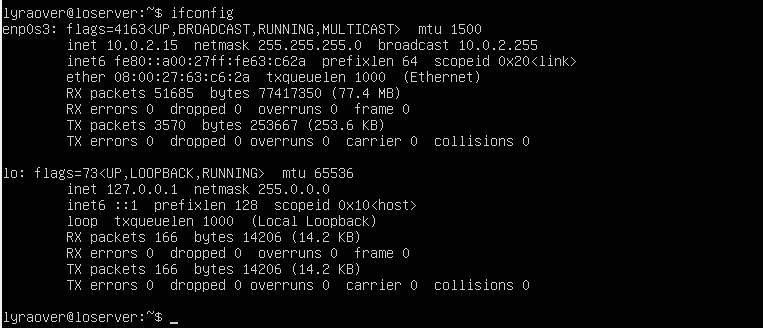 lyraover@loserver:~$ ifconfig
enp0s3: flags=4163<UP,BROADCAST,RUNNING,MULTICAST>  mtu 1500
        inet 10.0.2.15  netmask 255.255.255.0  broadcast 10.0.2.255
        inet6 fe80::a00:27ff:fe63:c62a  prefixlen 64  scopeid 0x20<link>
        ether 08:00:27:63:c6:2a  txqueuelen 1000  (Ethernet)
        RX packets 51685  bytes 77417350 (77.4 MB)
        RX errors 0  dropped 0  overruns 0  frame 0
        TX packets 3570  bytes 253667 (253.6 KB)
        TX errors 0  dropped 0 overruns 0  carrier 0  collisions 0

lo: flags=73<UP,LOOPBACK,RUNNING>  mtu 65536
        inet 127.0.0.1  netmask 255.0.0.0
        inet6 ::1  prefixlen 128  scopeid 0x10<host>
        loop  txqueuelen 1000  (Local Loopback)
        RX packets 166  bytes 14206 (14.2 KB)
        RX errors 0  dropped 0  overruns 0  frame 0
        TX packets 166  bytes 14206 (14.2 KB)
        TX errors 0  dropped 0 overruns 0  carrier 0  collisions 0

lyraover@loserver:~$ _